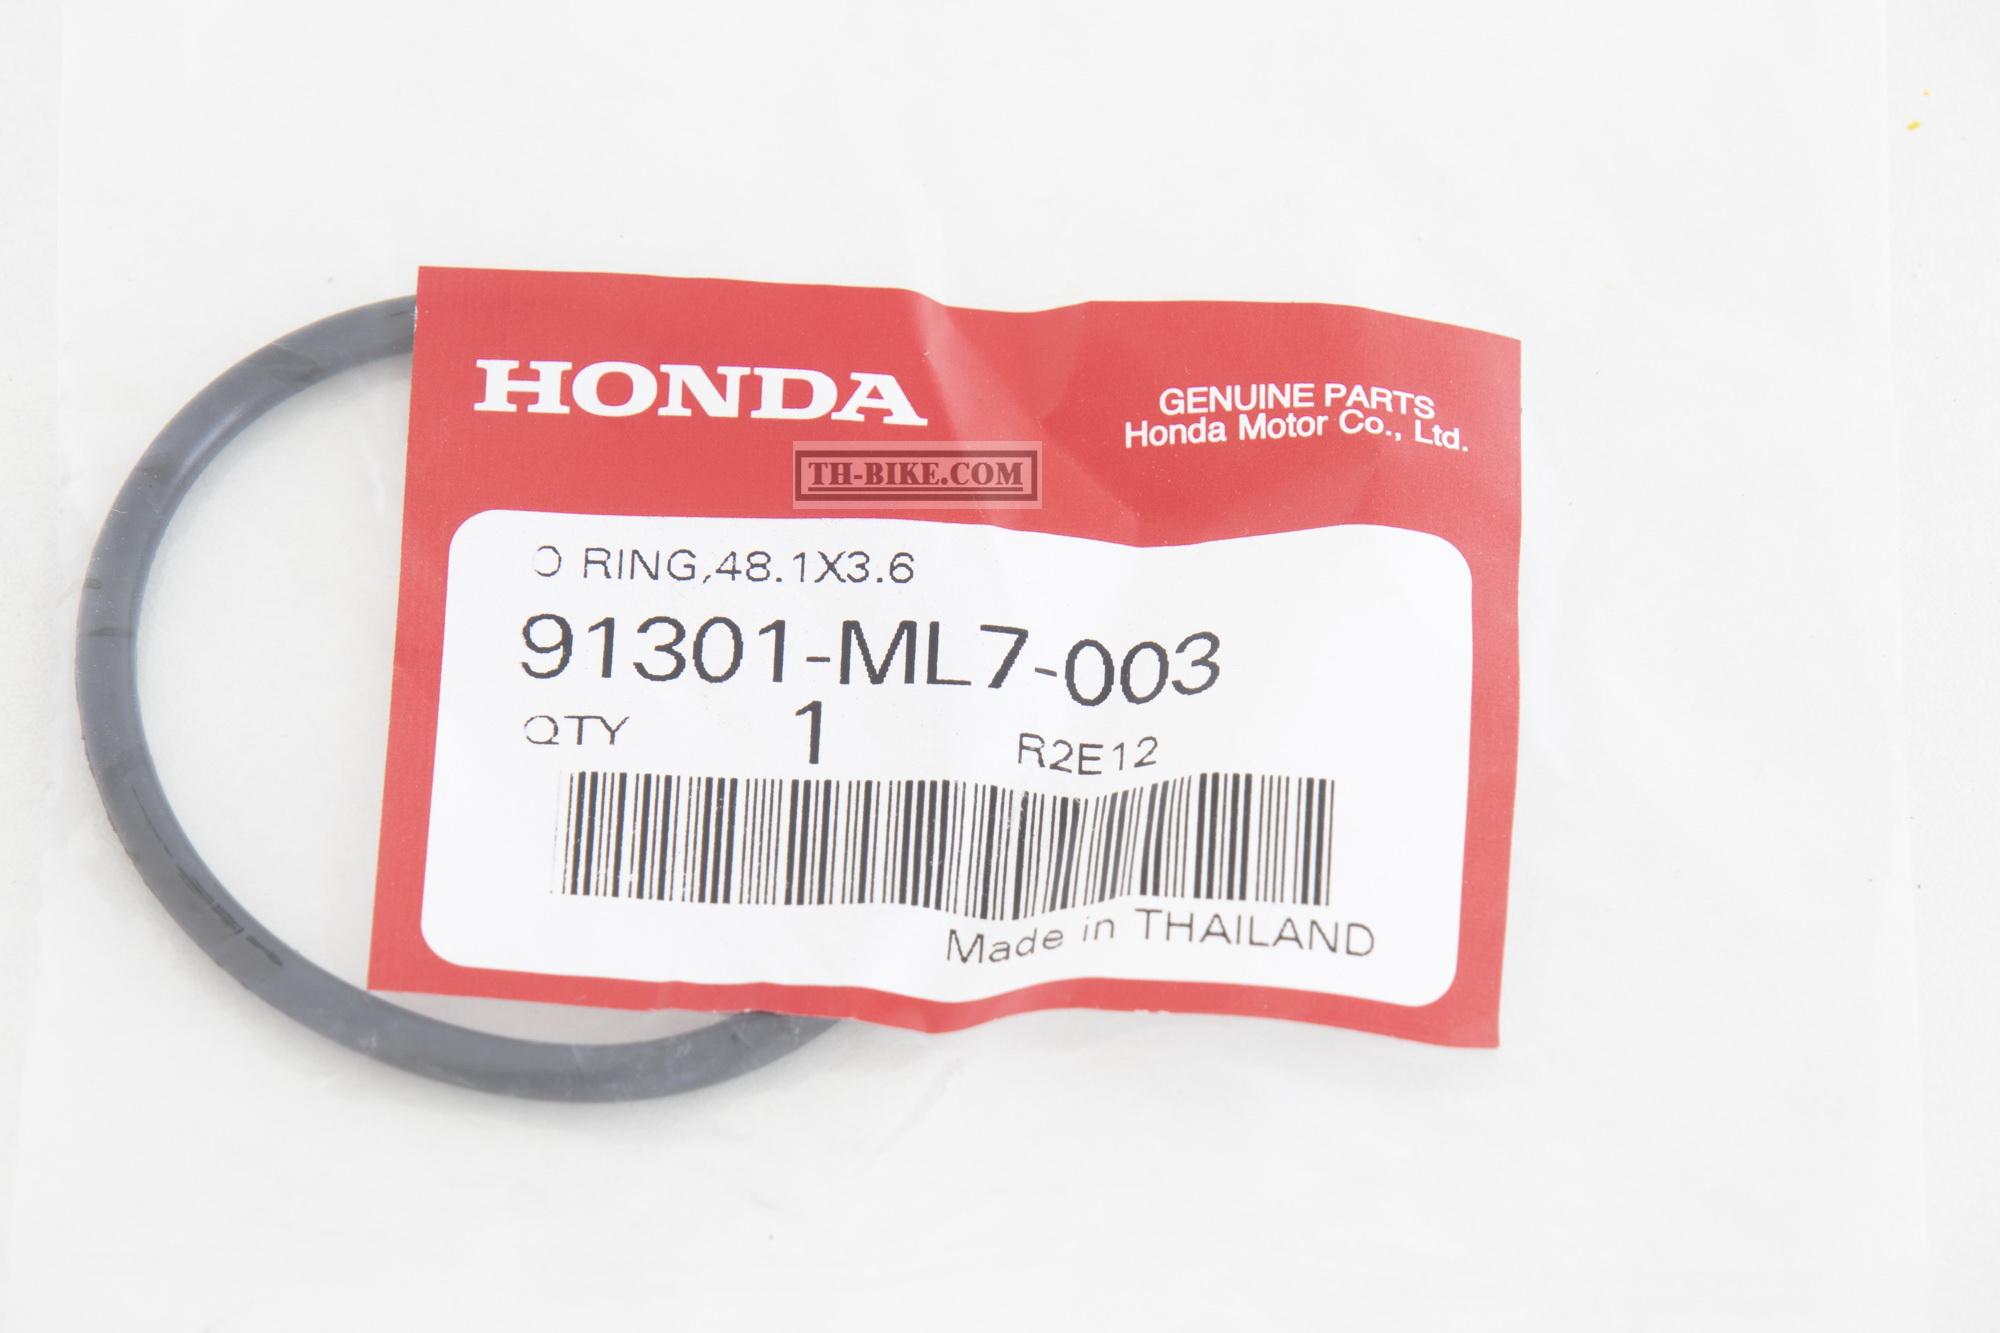 HONDA
GENUINE PARTS
Honda Motor Co., Ltd.
TH-BIKE.COM
O RING,48.1X3.6
91301-ML7-003
QTY 1 R2E12
Made in THAILAND